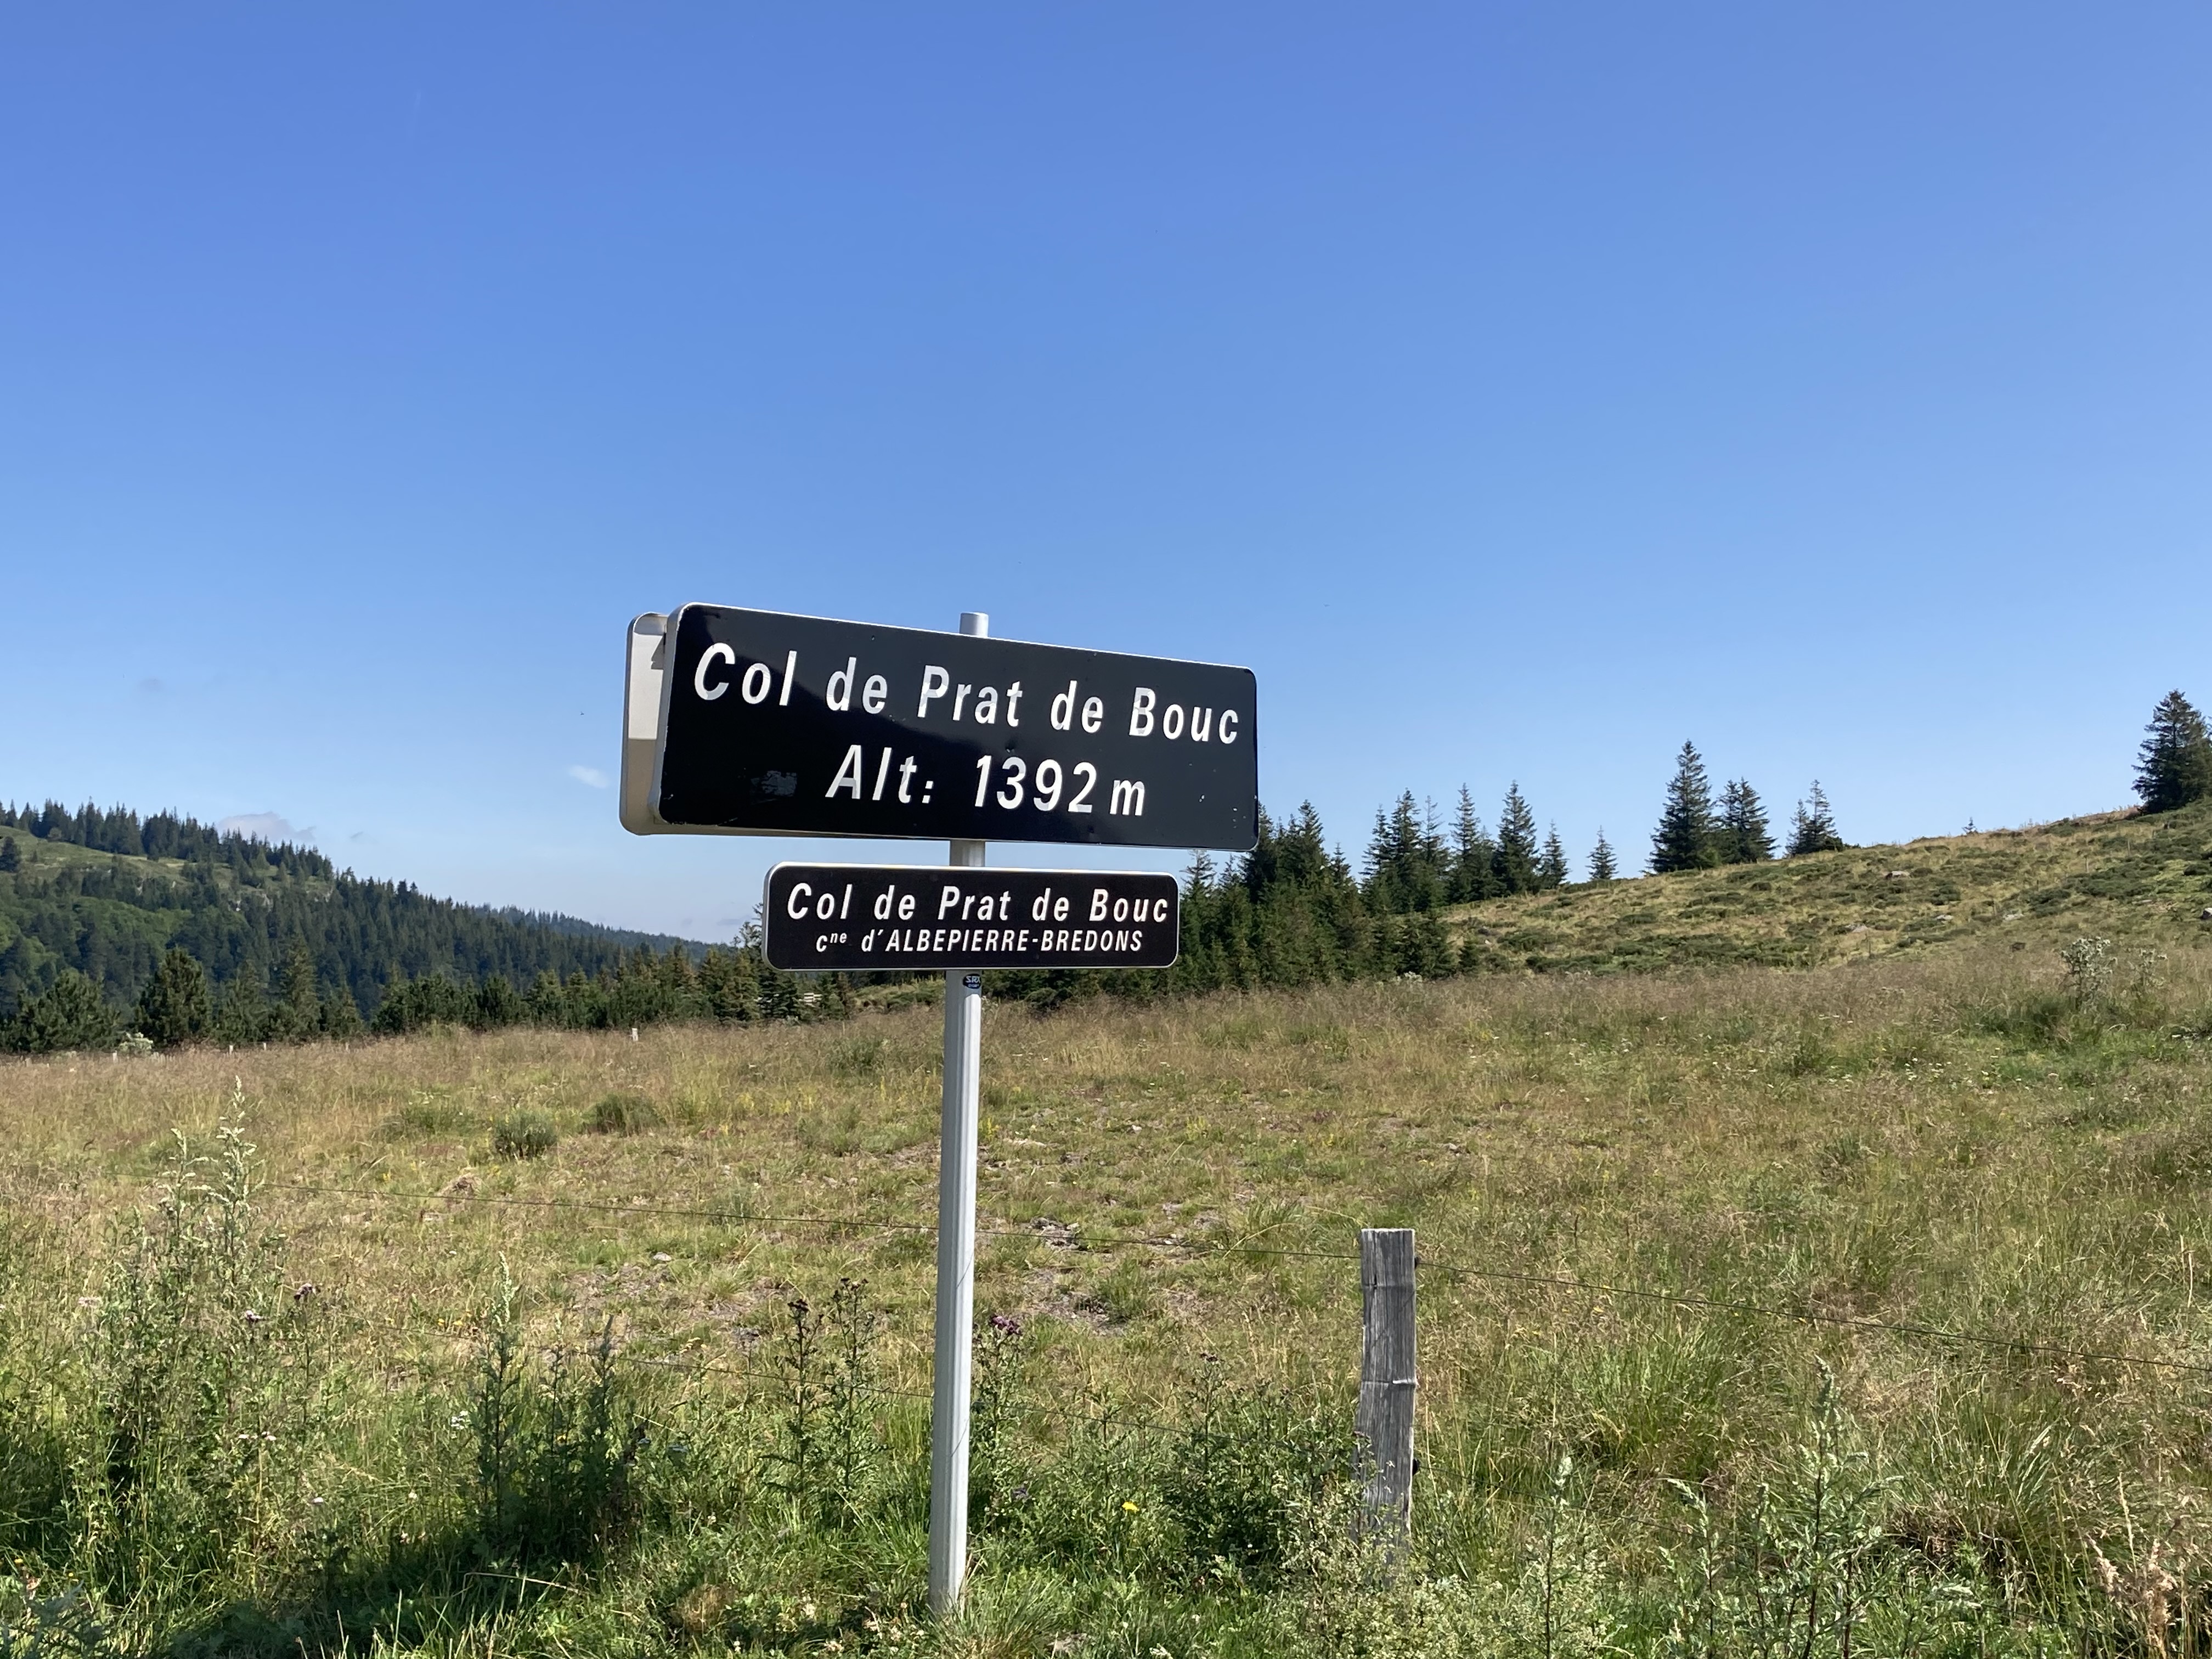 Col de Prat de Bouc
Alt: 1392 m
Col de Prat de Bouc
cne d'ALBEPIERRE-BREDONS